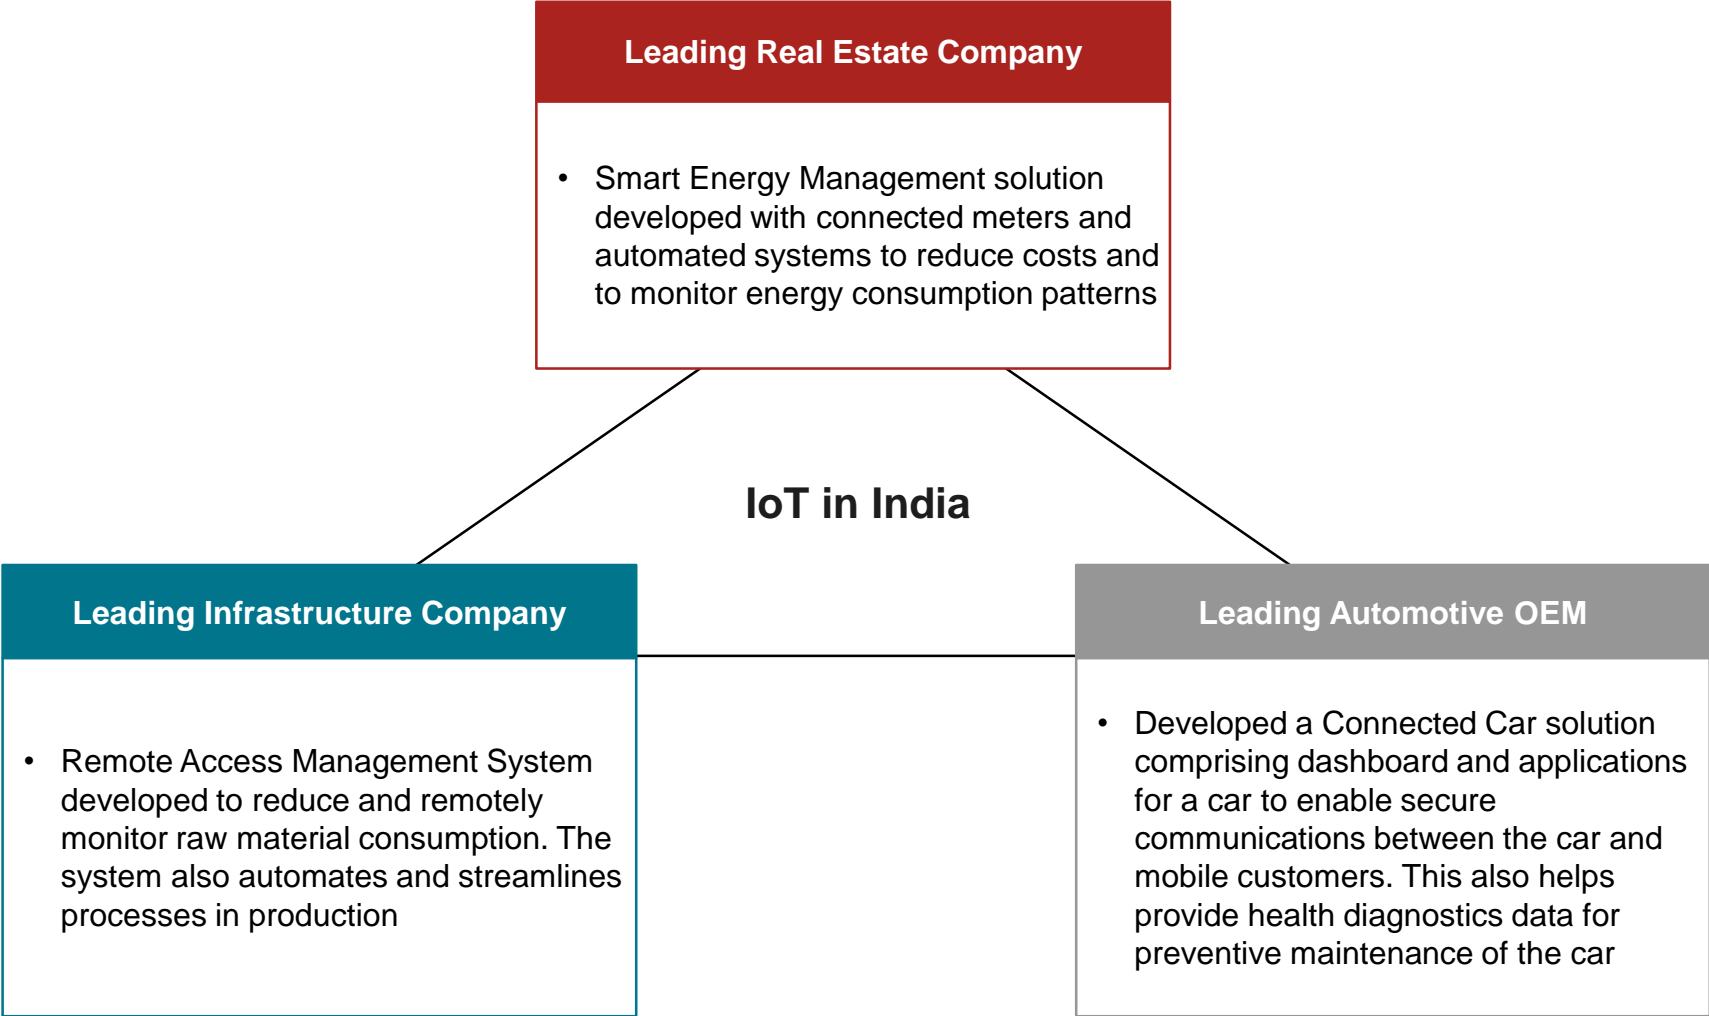 Leading Real Estate Company
• Smart Energy Management solution
developed with connected meters and
automated systems to reduce costs and
to monitor energy consumption patterns
IoT in India
Leading Infrastructure Company
• Remote Access Management System
developed to reduce and remotely
monitor raw material consumption. The
system also automates and streamlines
processes in production
Leading Automotive OEM
• Developed a Connected Car solution
comprising dashboard and applications
for a car to enable secure
communications between the car and
mobile customers. This also helps
provide health diagnostics data for
preventive maintenance of the car